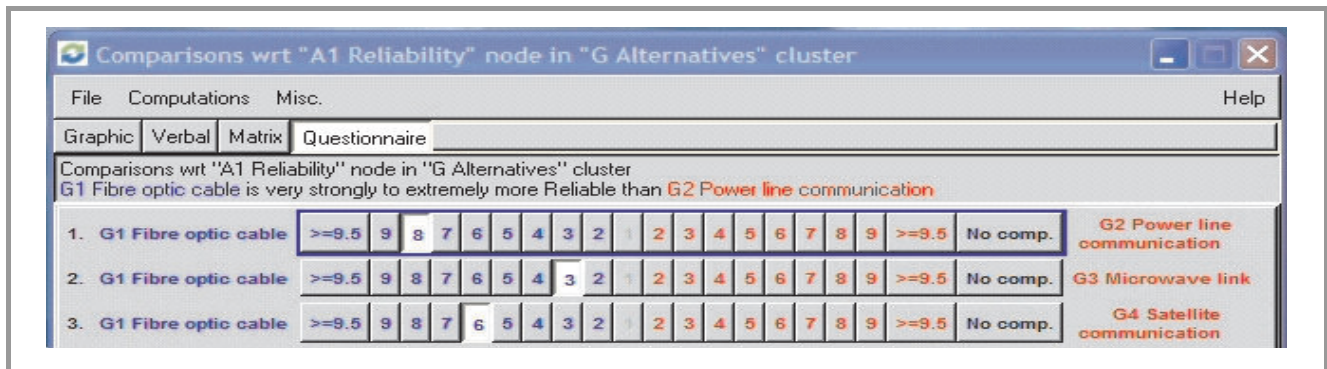 Comparisons wrt "A1 Reliability" node in "G Alternatives" cluster
File Computations Misc. Help
Graphic Verbal Matrix Questionnaire
Comparisons wrt "A1 Reliability" node in "G Alternatives" cluster
G1 Fibre optic cable is very strongly to extremely more Reliable than G2 Power line communication
1. G1 Fibre optic cable >=9.5 9 8 7 6 5 4 3 2 1 2 3 4 5 6 7 8 9 >=9.5 No comp. G2 Power line
communication
2. G1 Fibre optic cable >=9.5 9 8 7 6 5 4 3 2 1 2 3 4 5 6 7 8 9 >=9.5 No comp. G3 Microwave link
3. G1 Fibre optic cable >=9.5 9 8 7 6 5 4 3 2 1 2 3 4 5 6 7 8 9 >=9.5 No comp. G4 Satellite
communication